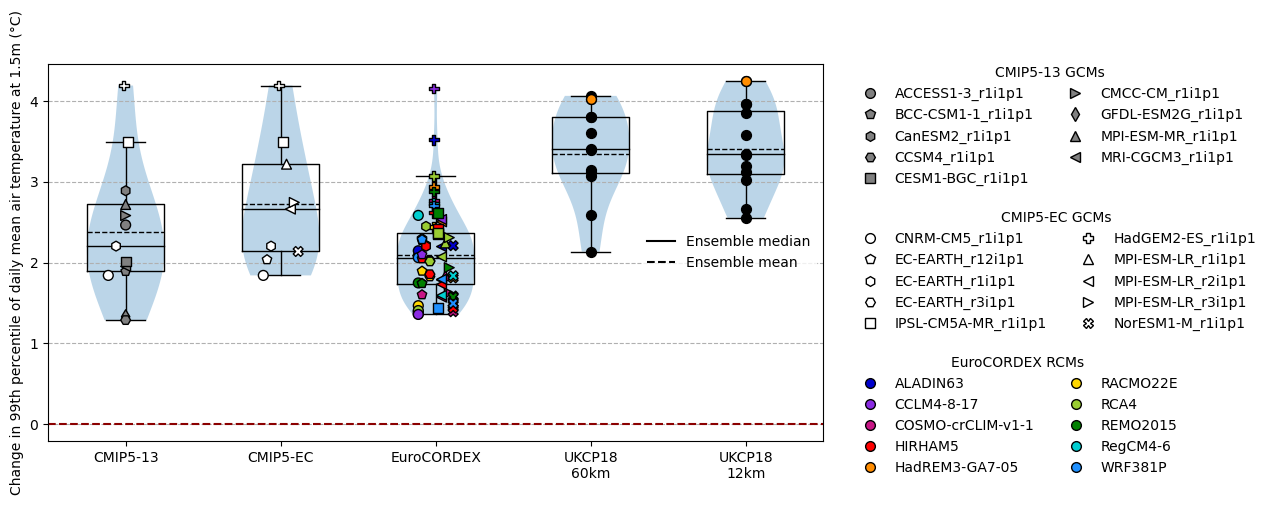 Change in 99th percentile of daily mean air temperature at 1.5m (°C)
4
3
2
1
0
CMIP5-13
CMIP5-EC
EuroCORDEX
UKCP18
60km
UKCP18
12km
Ensemble median
Ensemble mean
CMIP5-13 GCMs
ACCESS1-3_r1i1p1
BCC-CSM1-1_r1i1p1
CanESM2_r1i1p1
CCSM4_r1i1p1
CESM1-BGC_r1i1p1
CMCC-CM_r1i1p1
GFDL-ESM2G_r1i1p1
MPI-ESM-MR_r1i1p1
MRI-CGCM3_r1i1p1
CMIP5-EC GCMs
CNRM-CM5_r1i1p1
EC-EARTH_r12i1p1
EC-EARTH_r1i1p1
EC-EARTH_r3i1p1
IPSL-CM5A-MR_r1i1p1
HadGEM2-ES_r1i1p1
MPI-ESM-LR_r1i1p1
MPI-ESM-LR_r2i1p1
MPI-ESM-LR_r3i1p1
NorESM1-M_r1i1p1
EuroCORDEX RCMs
ALADIN63
CCLM4-8-17
COSMO-crCLIM-v1-1
HIRHAM5
HadREM3-GA7-05
RACMO22E
RCA4
REMO2015
RegCM4-6
WRF381P